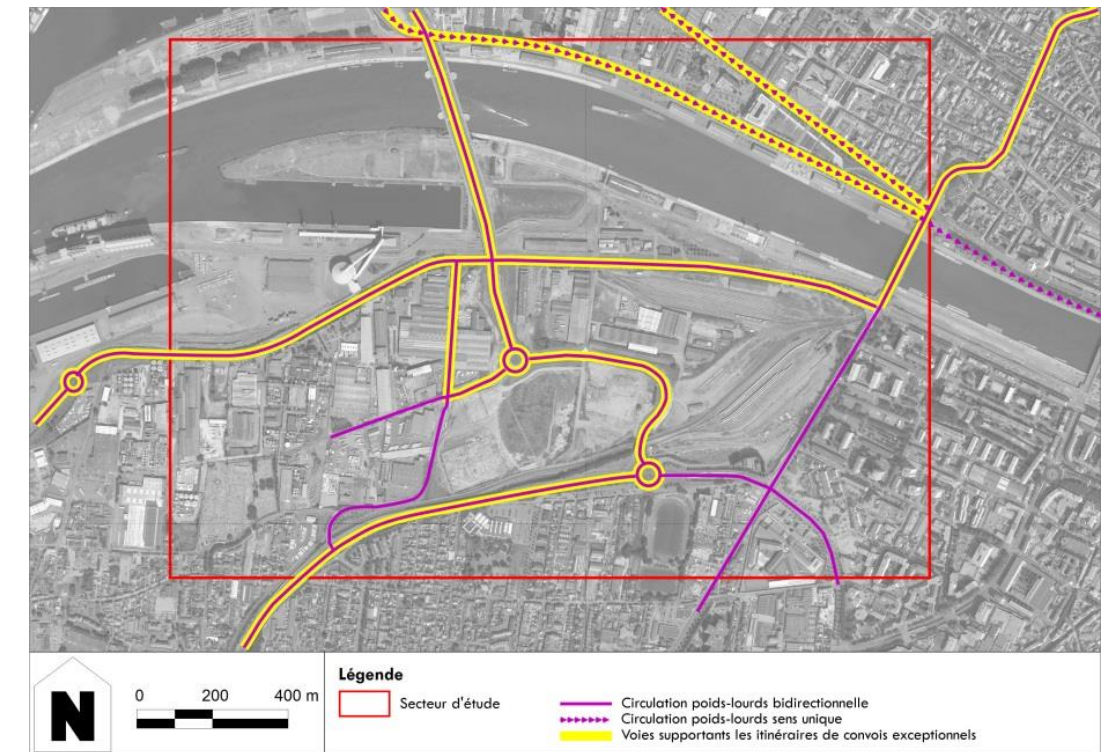 N
0 200 400 m
Légende
Secteur d'étude
Circulation poids-lourds bidirectionnelle
Circulation poids-lourds sens unique
Voies supportants les itinéraires de convois exceptionnels